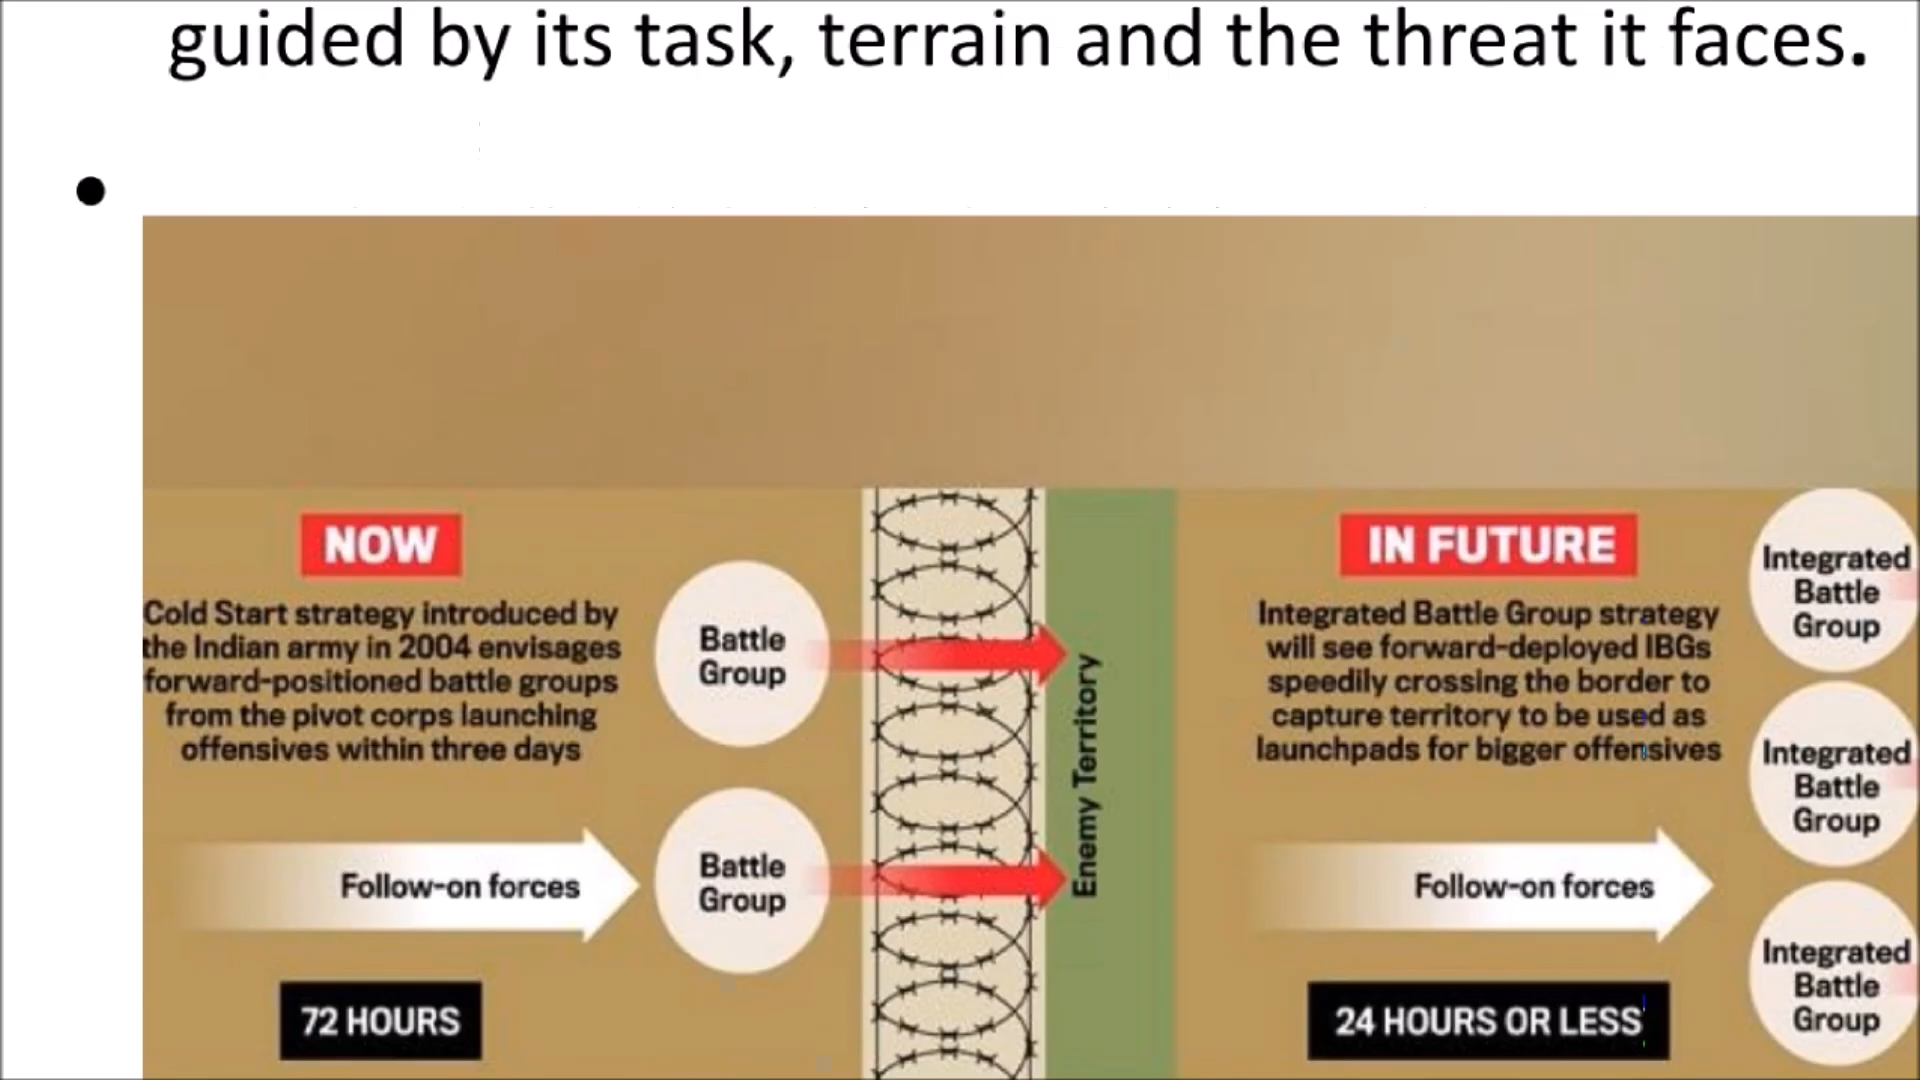 guided by its task, terrain and the threat it faces.
NOW
Cold Start strategy introduced by
the Indian army in 2004 envisages
forward-positioned battle groups
from the pivot corps launching
offensives within three days
Follow-on forces
72 HOURS
Battle
Group
Battle
Group
Enemy Territory
IN FUTURE
Integrated Battle Group strategy
will see forward-deployed IBGs
speedily crossing the border to
capture territory to be used as
launchpads for bigger offensives
Follow-on forces
24 HOURS OR LESS
Integrated
Battle
Group
Integrated
Battle
Group
Integrated
Battle
Group